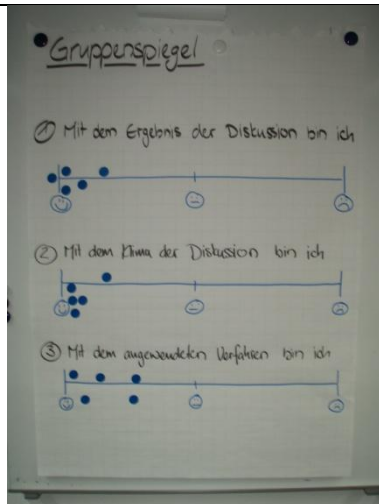 Gruppenspiegel
① Mit dem Ergebnis der Diskussion bin ich
② Mit dem Klima der Diskussion bin ich
③ Mit dem angewendeten Verfahren bin ich